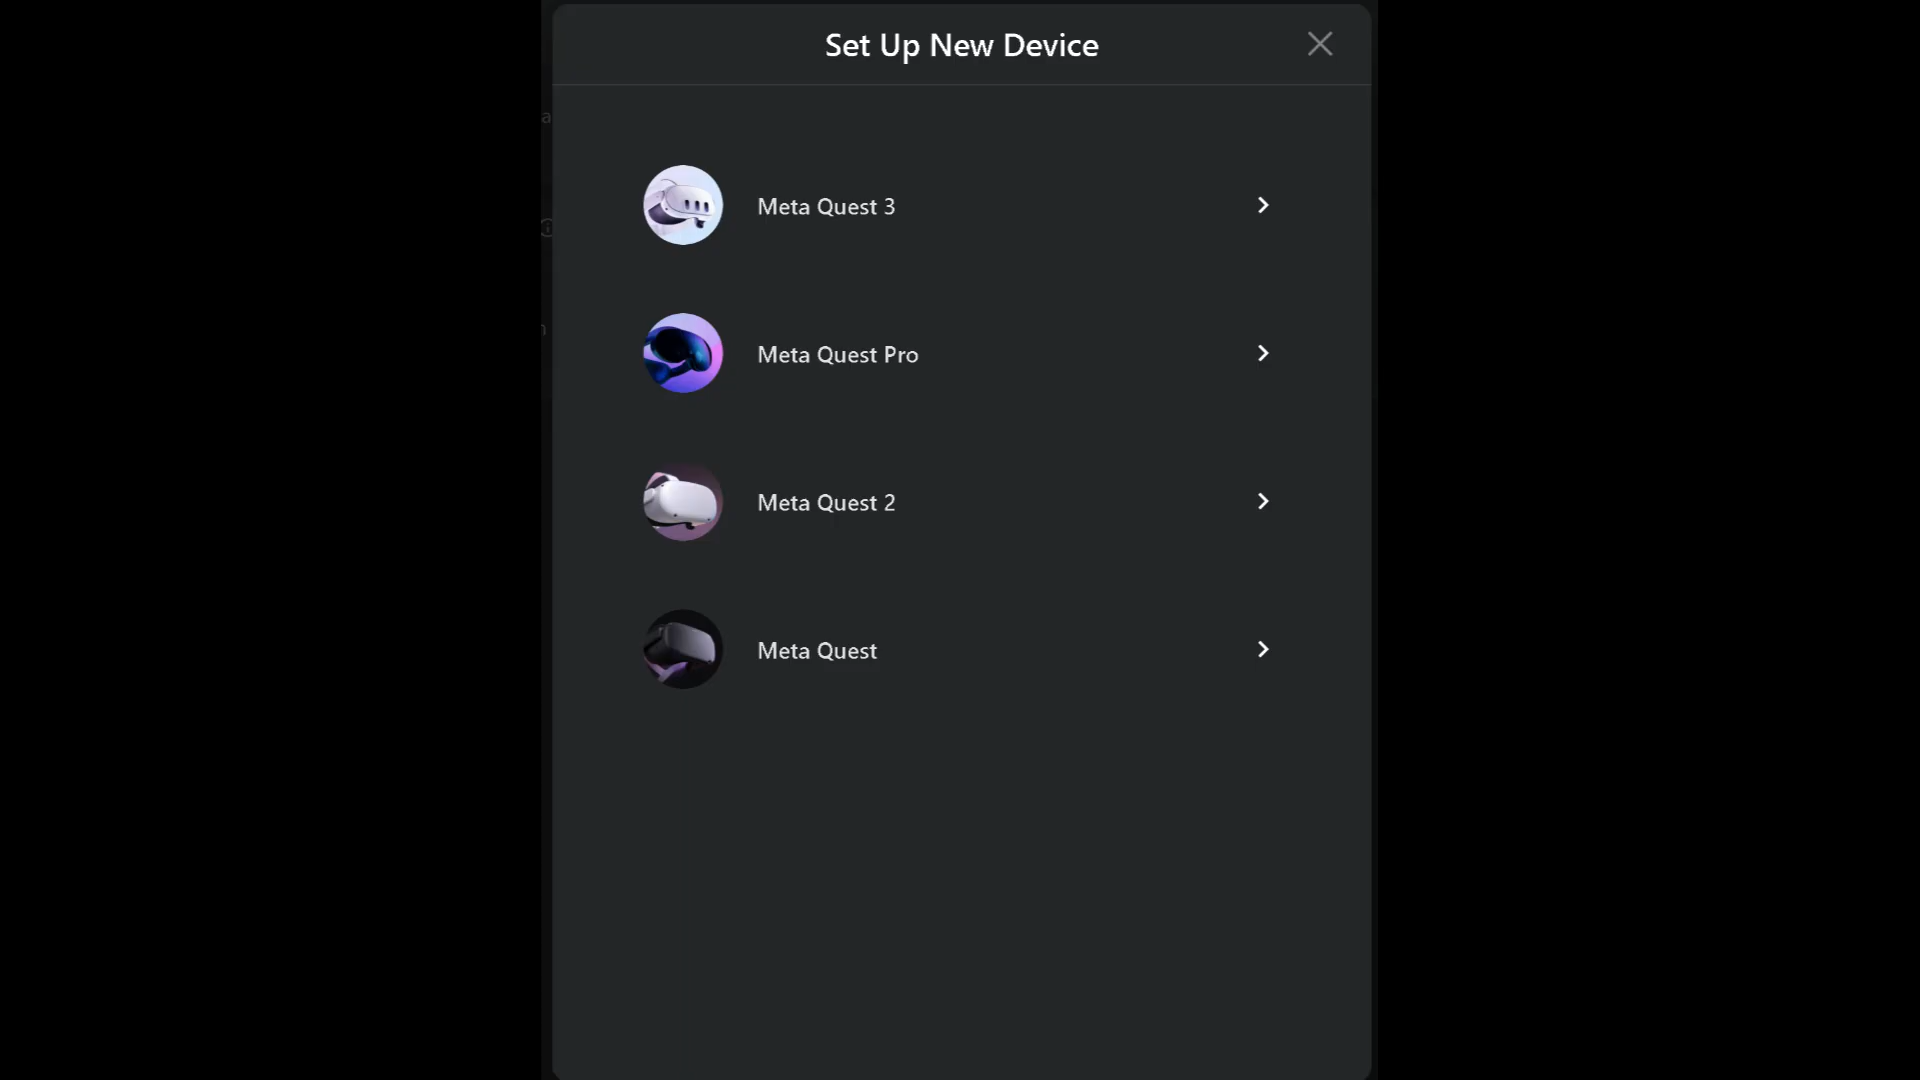 Set Up New Device
Meta Quest 3
Meta Quest Pro
Meta Quest 2
Meta Quest